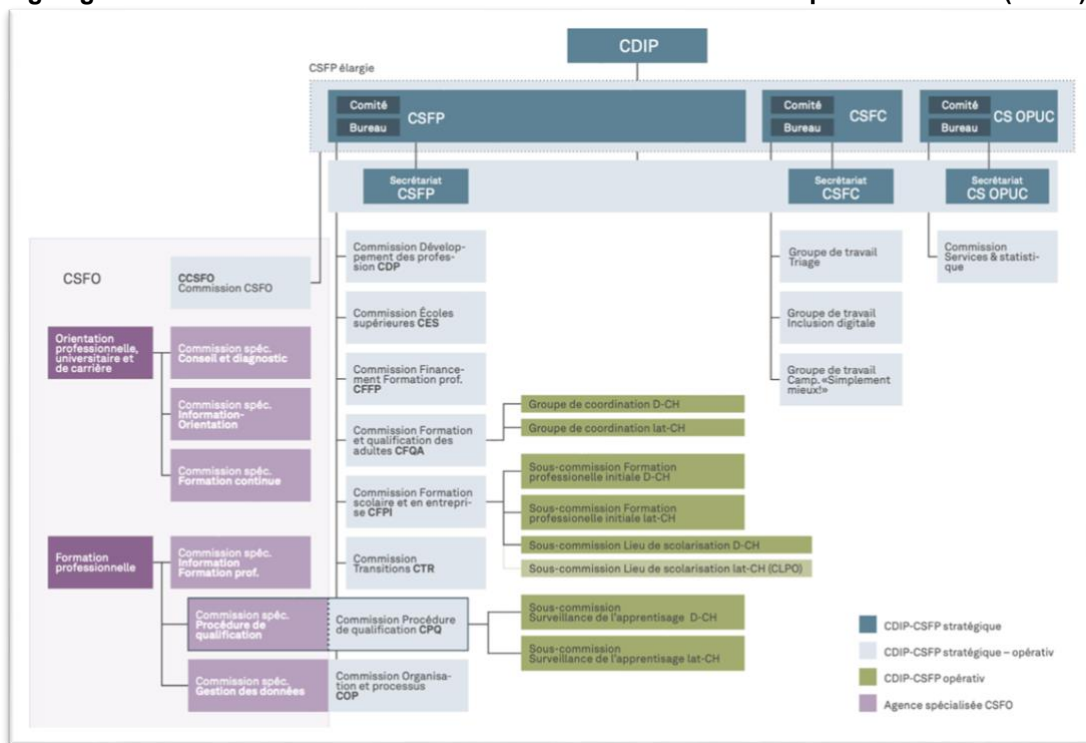 CDIP
CSFP élargie
Comité
Bureau
CSFP
Comité
Bureau
CSFC
Comité
Bureau
CS OPUC
Secrétariat
CSFP
Secrétariat
CSFC
Secrétariat
CS OPUC
CSFO
CCSFO
Commission CSFO
Orientation
professionnelle,
universitaire et
de carrière
Commission spéc.
Conseil et diagnostic
Commission spéc.
Information-
Orientation
Commission spéc.
Formation continue
Formation
professionnelle
Commission spéc.
Information
Formation prof.
Commission spéc.
Procédure de
qualification
Commission spéc.
Gestion des données
Commission Dévelop-
pement des profes-
sion CDP
Commission Écoles
supérieures CES
Commission Finance-
ment Formation prof.
CFFP
Commission Formation
et qualification des
adultes CFQA
Commission Formation
scolaire et en entrepri-
se CFPI
Commission
Transitions CTR
Commission Procédure
de qualification CPQ
Commission Organisa-
tion et processus
COP
Groupe de coordination D-CH
Groupe de coordination lat-CH
Sous-commission Formation
professionelle initiale D-CH
Sous-commission Formation
professionelle initiale lat-CH
Sous-commission Lieu de scolarisation D-CH
Sous-commission Lieu de scolarisation lat-CH (CLPO)
Sous-commission
Surveillance de l'apprentisage D-CH
Sous-commission
Surveillance de l'apprentisage lat-CH
Groupe de travail
Triage
Groupe de travail
Inclusion digitale
Groupe de travail
Camp. «Simplement
mieux!»
Commission
Services & statisti-
que
CDIP-CSFP stratégique
CDIP-CSFP stratégique – opérativ
CDIP-CSFP opérativ
Agence spécialisée CSFO